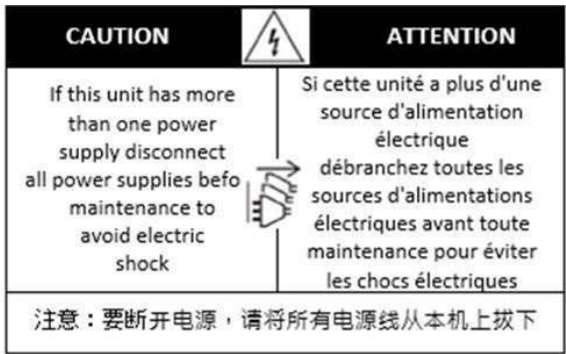 CAUTION
If this unit has more
than one power
supply disconnect
all power supplies befo
maintenance to
avoid electric
shock
ATTENTION
Si cette unité a plus d'une
source d'alimentation
électrique
débranchez toutes les
sources d'alimentations
électriques avant toute
maintenance pour éviter
les chocs électriques
注意：要断开电源，请将所有电源线从本机上拔下